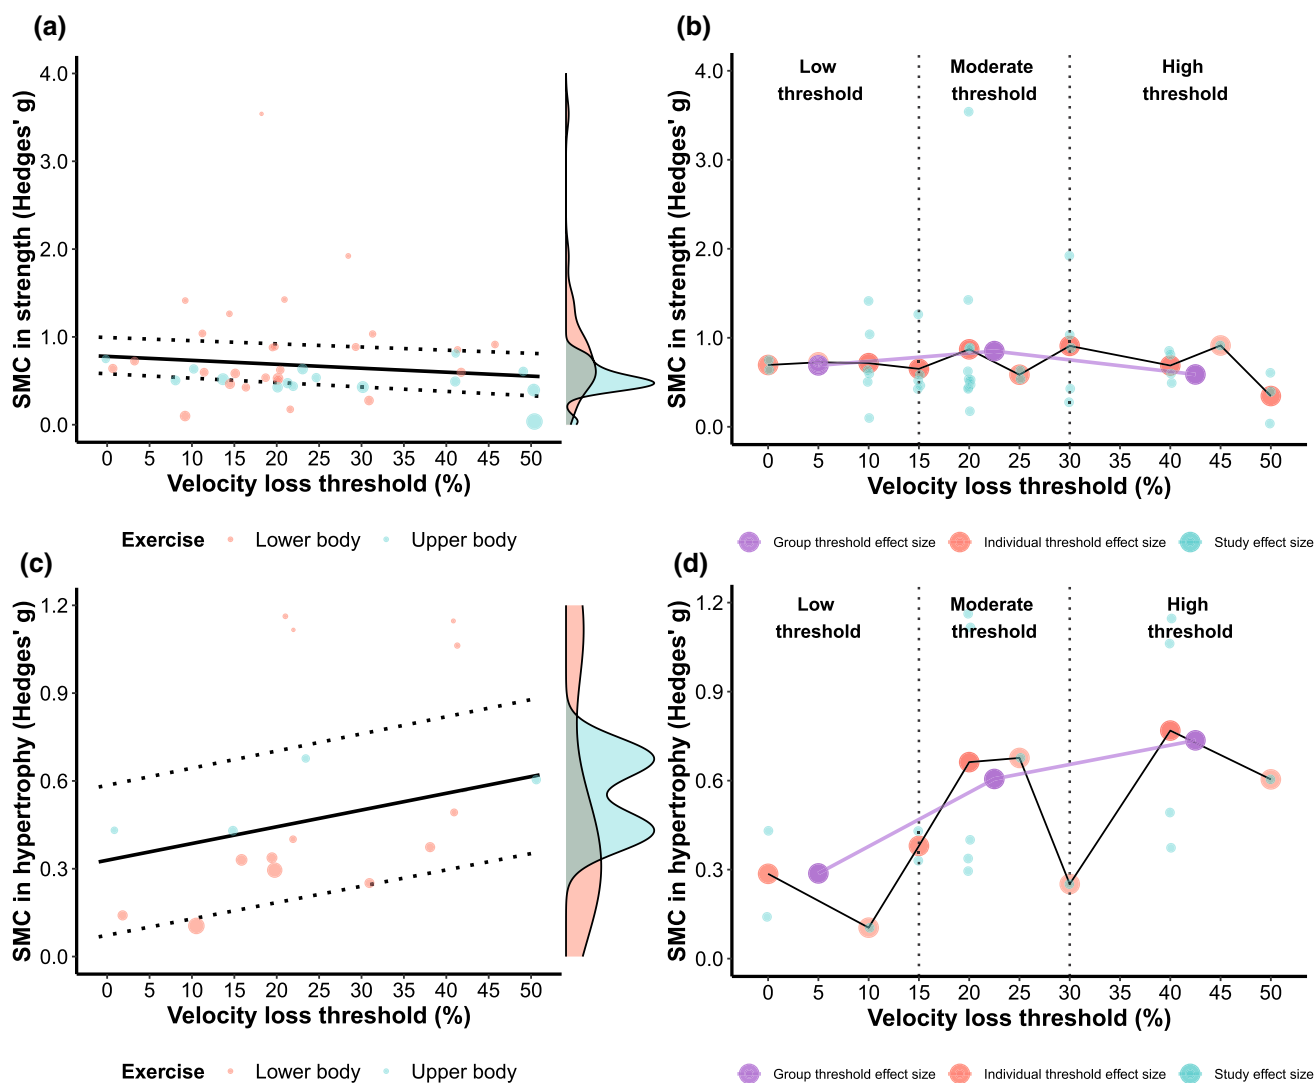 (a)
SMC in strength (Hedges' g)
4.0
3.0
2.0
1.0
0.0
0 5 10 15 20 25 30 35 40 45 50
Velocity loss threshold (%)
Exercise Lower body Upper body
(b)
SMC in strength (Hedges' g)
Low
threshold
Moderate
threshold
High
threshold
4.0
3.0
2.0
1.0
0.0
0 5 10 15 20 25 30 35 40 45 50
Velocity loss threshold (%)
Group threshold effect size Individual threshold effect size Study effect size
(c)
SMC in hypertrophy (Hedges' g)
1.2
0.9
0.6
0.3
0.0
0 5 10 15 20 25 30 35 40 45 50
Velocity loss threshold (%)
Exercise Lower body Upper body
(d)
SMC in hypertrophy (Hedges' g)
Low
threshold
Moderate
threshold
High
threshold
1.2
0.9
0.6
0.3
0.0
0 5 10 15 20 25 30 35 40 45 50
Velocity loss threshold (%)
Group threshold effect size Individual threshold effect size Study effect size